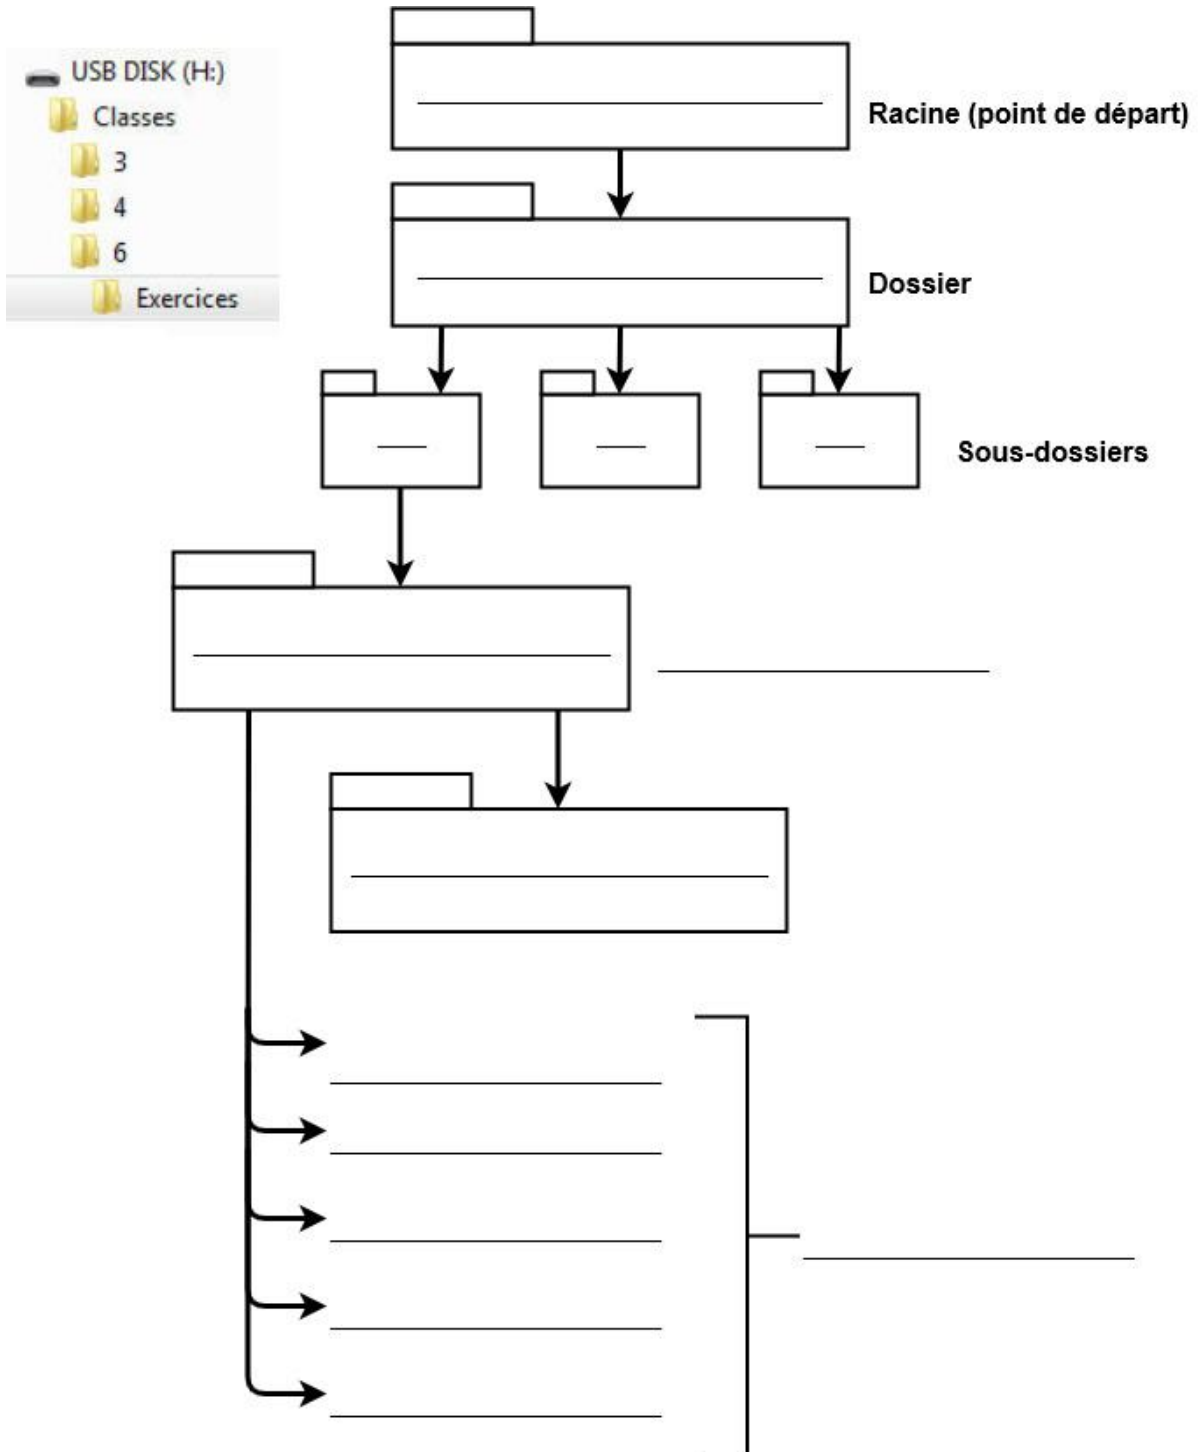 USB DISK (H:)
Classes
3
4
6
Exercices
Racine (point de départ)
Dossier
Sous-dossiers